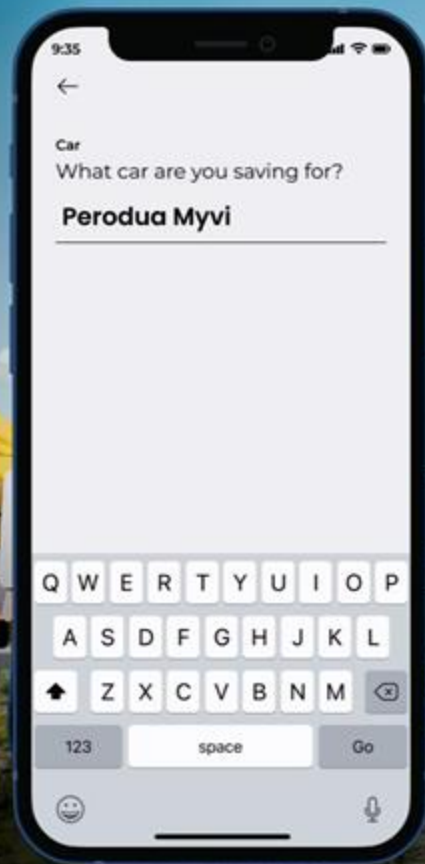 9:35
Car
What car are you saving for?
Perodua Myvi
Q W E R T Y U I O P
A S D F G H J K L
Z X C V B N M
123 space Go